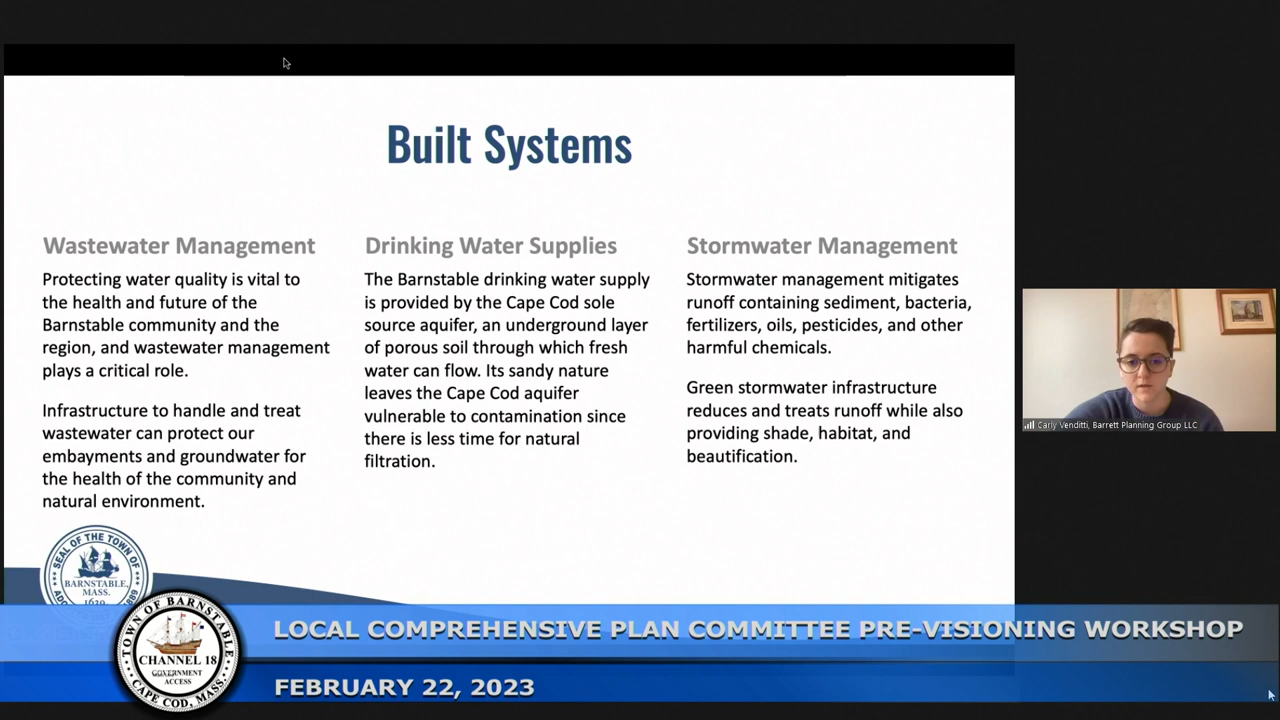 Built Systems
Wastewater Management
Protecting water quality is vital to
the health and future of the
Barnstable community and the
region, and wastewater management
plays a critical role.
Infrastructure to handle and treat
wastewater can protect our
embayments and groundwater for
the health of the community and
natural environment.
Drinking Water Supplies
The Barnstable drinking water supply
is provided by the Cape Cod sole
source aquifer, an underground layer
of porous soil through which fresh
water can flow. Its sandy nature
leaves the Cape Cod aquifer
vulnerable to contamination since
there is less time for natural
filtration.
Stormwater Management
Stormwater management mitigates
runoff containing sediment, bacteria,
fertilizers, oils, pesticides, and other
harmful chemicals.
Green stormwater infrastructure
reduces and treats runoff while also
providing shade, habitat, and
beautification.
Carly Venditti, Barrett Planning Group LLC
SEAL OF THE TOWN OF
BARNSTABLE,
MASS.
TOWN OF BARNSTABLE
CHANNEL 18
GOVERNMENT
ACCESS
CAPE COD, MASS.
LOCAL COMPREHENSIVE PLAN COMMITTEE PRE-VISIONING WORKSHOP
FEBRUARY 22, 2023